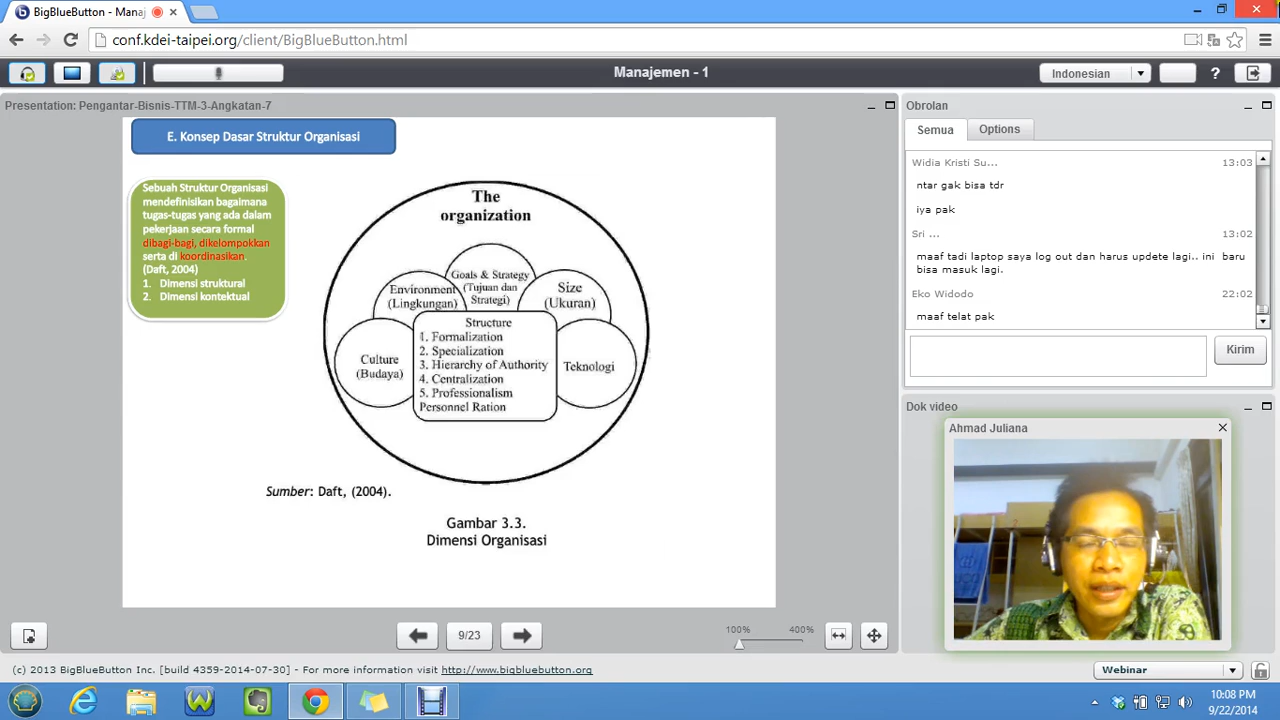 BigBlueButton - Manaj
conf.kdei-taipei.org/client/BigBlueButton.html
Manajemen - 1
Indonesian
?
Presentation: Pengantar-Bisnis-TTM-3-Angkatan-7
E. Konsep Dasar Struktur Organisasi
Sebuah Struktur Organisasi
mendefinisikan bagaimana
tugas-tugas yang ada dalam
pekerjaan secara formal
dibagi-bagi, dikelompokkan
serta di koordinasikan.
(Daft, 2004)
1. Dimensi struktural
2. Dimensi kontektual
The
organization
Goals & Strategy
(Tujuan dan
Strategi)
Environment
(Lingkungan)
Size
(Ukuran)
Culture
(Budaya)
Structure
1. Formalization
2. Specialization
3. Hierarchy of Authority
4. Centralization
5. Professionalism
Personnel Ration
Teknologi
Sumber: Daft, (2004).
Gambar 3.3.
Dimensi Organisasi
9/23
100%
400%
Obrolan
Semua
Options
Widia Kristi Su...
13:03
ntar gak bisa tdr
iya pak
Sri ...
13:02
maaf tadi laptop saya log out dan harus updete lagi.. ini baru
bisa masuk lagi.
Eko Widodo
22:02
maaf telat pak
Kirim
Dok video
Ahmad Juliana
(c) 2013 BigBlueButton Inc. [build 4359-2014-07-30] - For more information visit http://www.bigbluebutton.org
Webinar
10:08 PM
9/22/2014